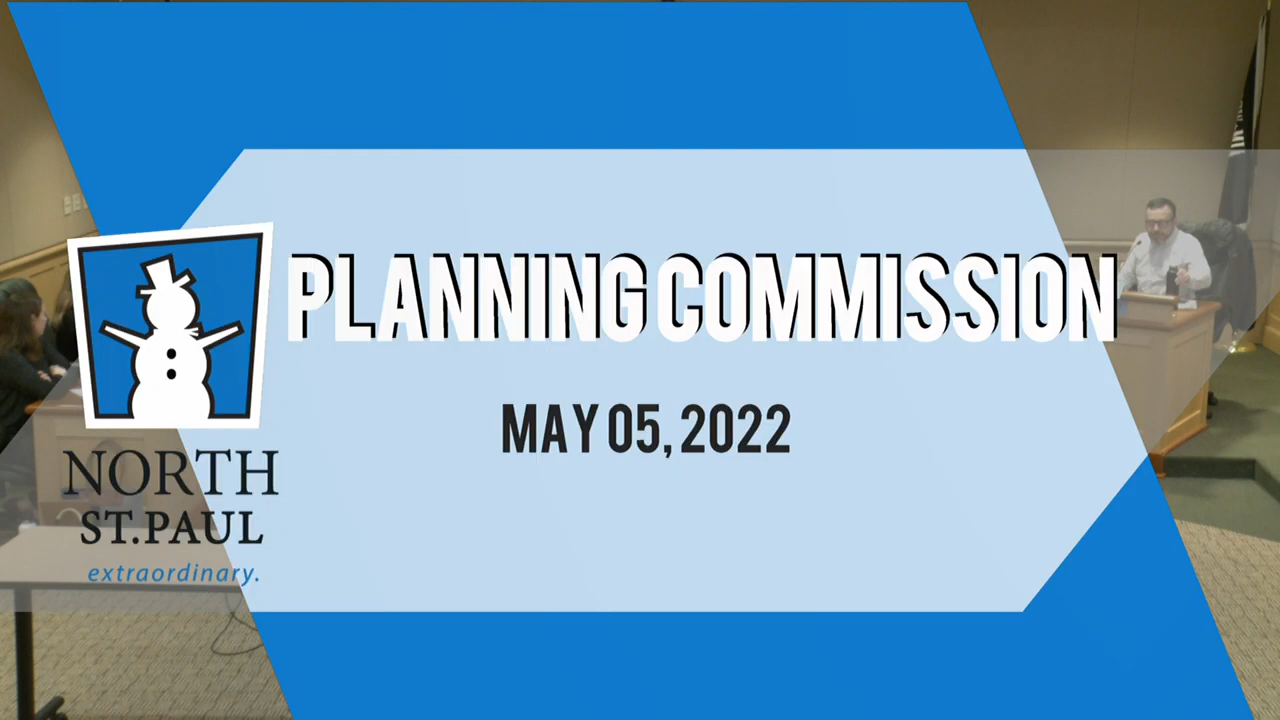 PLANNING COMMISSION
MAY 05, 2022
NORTH
ST. PAUL
extraordinary.